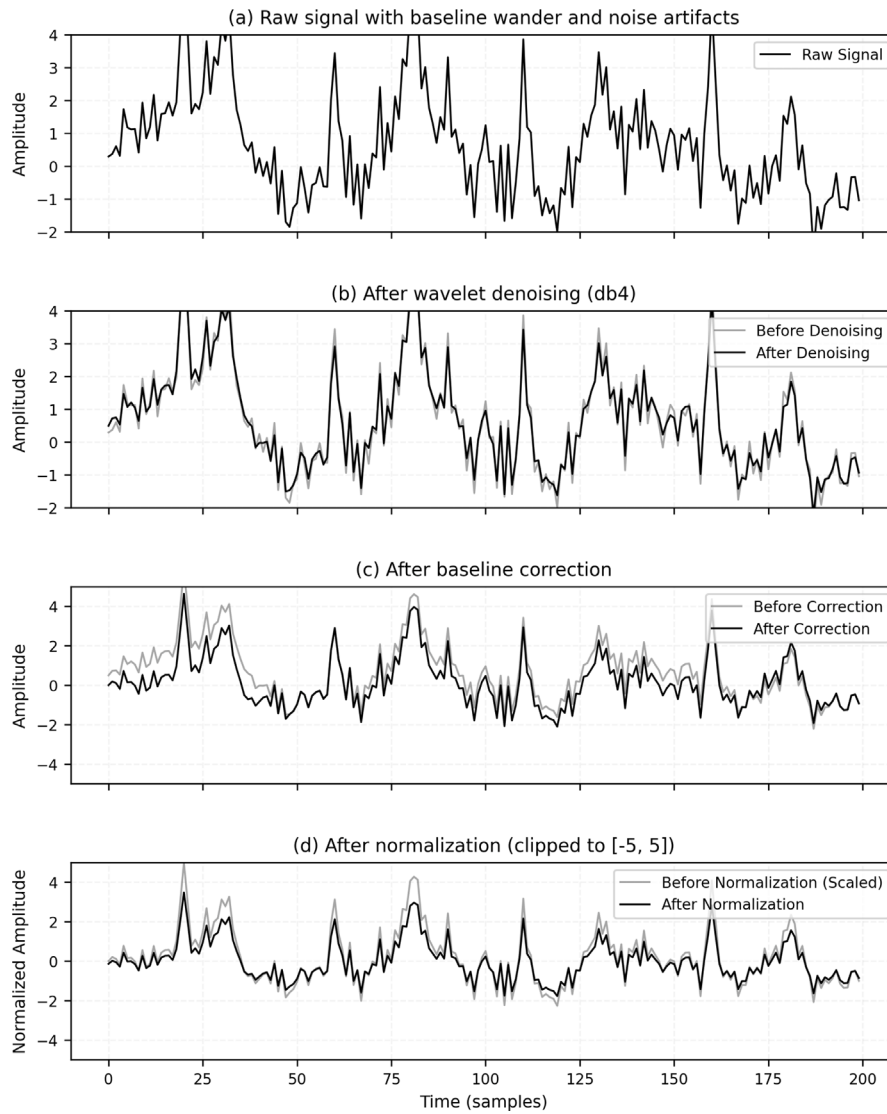 (a) Raw signal with baseline wander and noise artifacts
4
3
2
1
0
−1
−2
Amplitude
Raw Signal
(b) After wavelet denoising (db4)
4
3
2
1
0
−1
−2
Amplitude
Before Denoising
After Denoising
(c) After baseline correction
4
2
0
−2
−4
Amplitude
Before Correction
After Correction
(d) After normalization (clipped to [-5, 5])
4
2
0
−2
−4
Normalized Amplitude
Before Normalization (Scaled)
After Normalization
0 25 50 75 100 125 150 175 200
Time (samples)